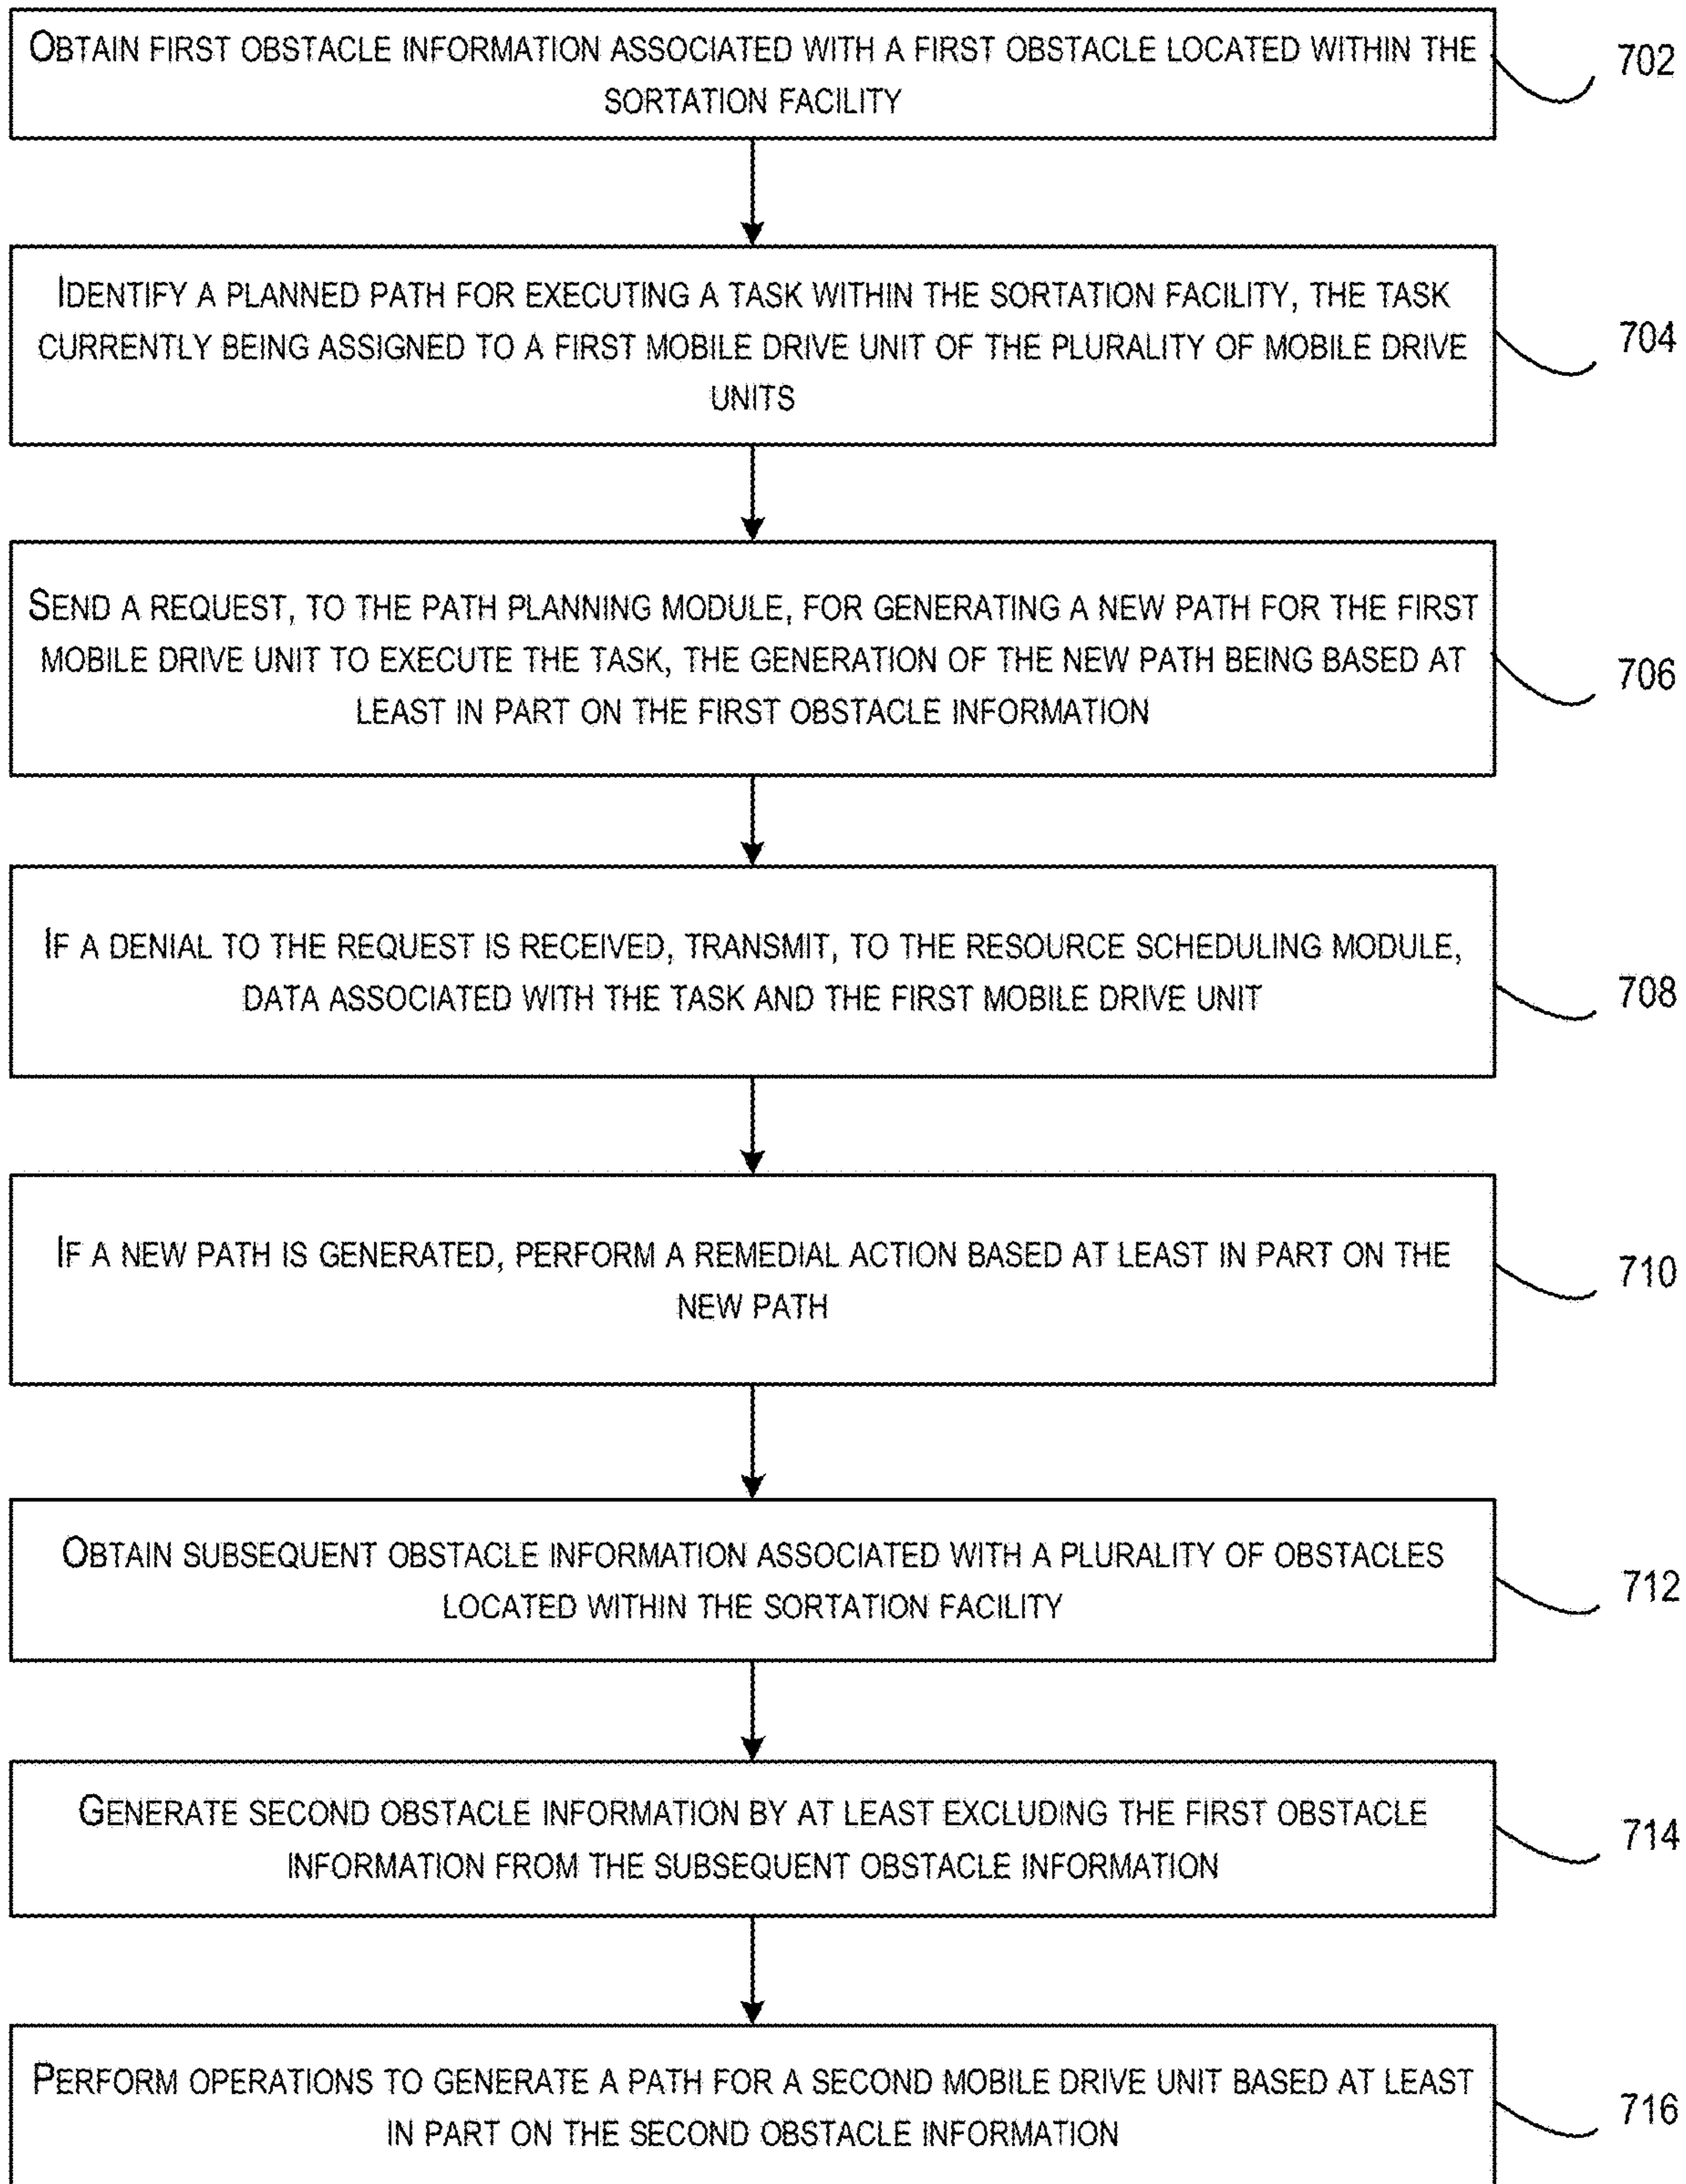 OBTAIN FIRST OBSTACLE INFORMATION ASSOCIATED WITH A FIRST OBSTACLE LOCATED WITHIN THE
SORTATION FACILITY
702
IDENTIFY A PLANNED PATH FOR EXECUTING A TASK WITHIN THE SORTATION FACILITY, THE TASK
CURRENTLY BEING ASSIGNED TO A FIRST MOBILE DRIVE UNIT OF THE PLURALITY OF MOBILE DRIVE
UNITS
704
SEND A REQUEST, TO THE PATH PLANNING MODULE, FOR GENERATING A NEW PATH FOR THE FIRST
MOBILE DRIVE UNIT TO EXECUTE THE TASK, THE GENERATION OF THE NEW PATH BEING BASED AT
LEAST IN PART ON THE FIRST OBSTACLE INFORMATION
706
IF A DENIAL TO THE REQUEST IS RECEIVED, TRANSMIT, TO THE RESOURCE SCHEDULING MODULE,
DATA ASSOCIATED WITH THE TASK AND THE FIRST MOBILE DRIVE UNIT
708
IF A NEW PATH IS GENERATED, PERFORM A REMEDIAL ACTION BASED AT LEAST IN PART ON THE
NEW PATH
710
OBTAIN SUBSEQUENT OBSTACLE INFORMATION ASSOCIATED WITH A PLURALITY OF OBSTACLES
LOCATED WITHIN THE SORTATION FACILITY
712
GENERATE SECOND OBSTACLE INFORMATION BY AT LEAST EXCLUDING THE FIRST OBSTACLE
INFORMATION FROM THE SUBSEQUENT OBSTACLE INFORMATION
714
PERFORM OPERATIONS TO GENERATE A PATH FOR A SECOND MOBILE DRIVE UNIT BASED AT LEAST
IN PART ON THE SECOND OBSTACLE INFORMATION
716